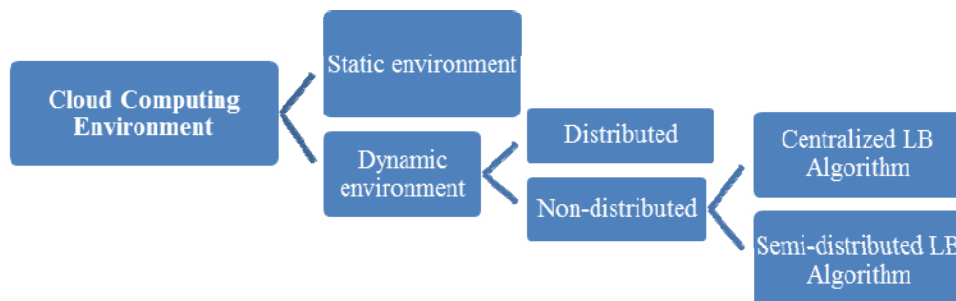 Cloud Computing
Environment
Static environment
Dynamic
environment
Distributed
Non-distributed
Centralized LB
Algorithm
Semi-distributed LB
Algorithm